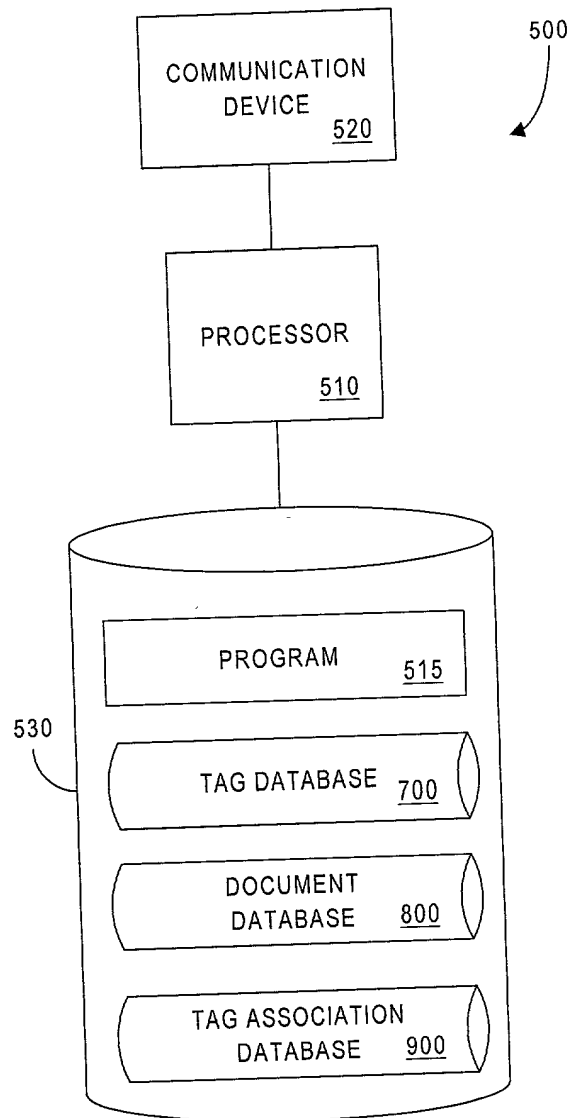 500
COMMUNICATION
DEVICE
520
PROCESSOR
510
PROGRAM
515
530
TAG DATABASE
700
DOCUMENT
DATABASE
800
TAG ASSOCIATION
DATABASE
900